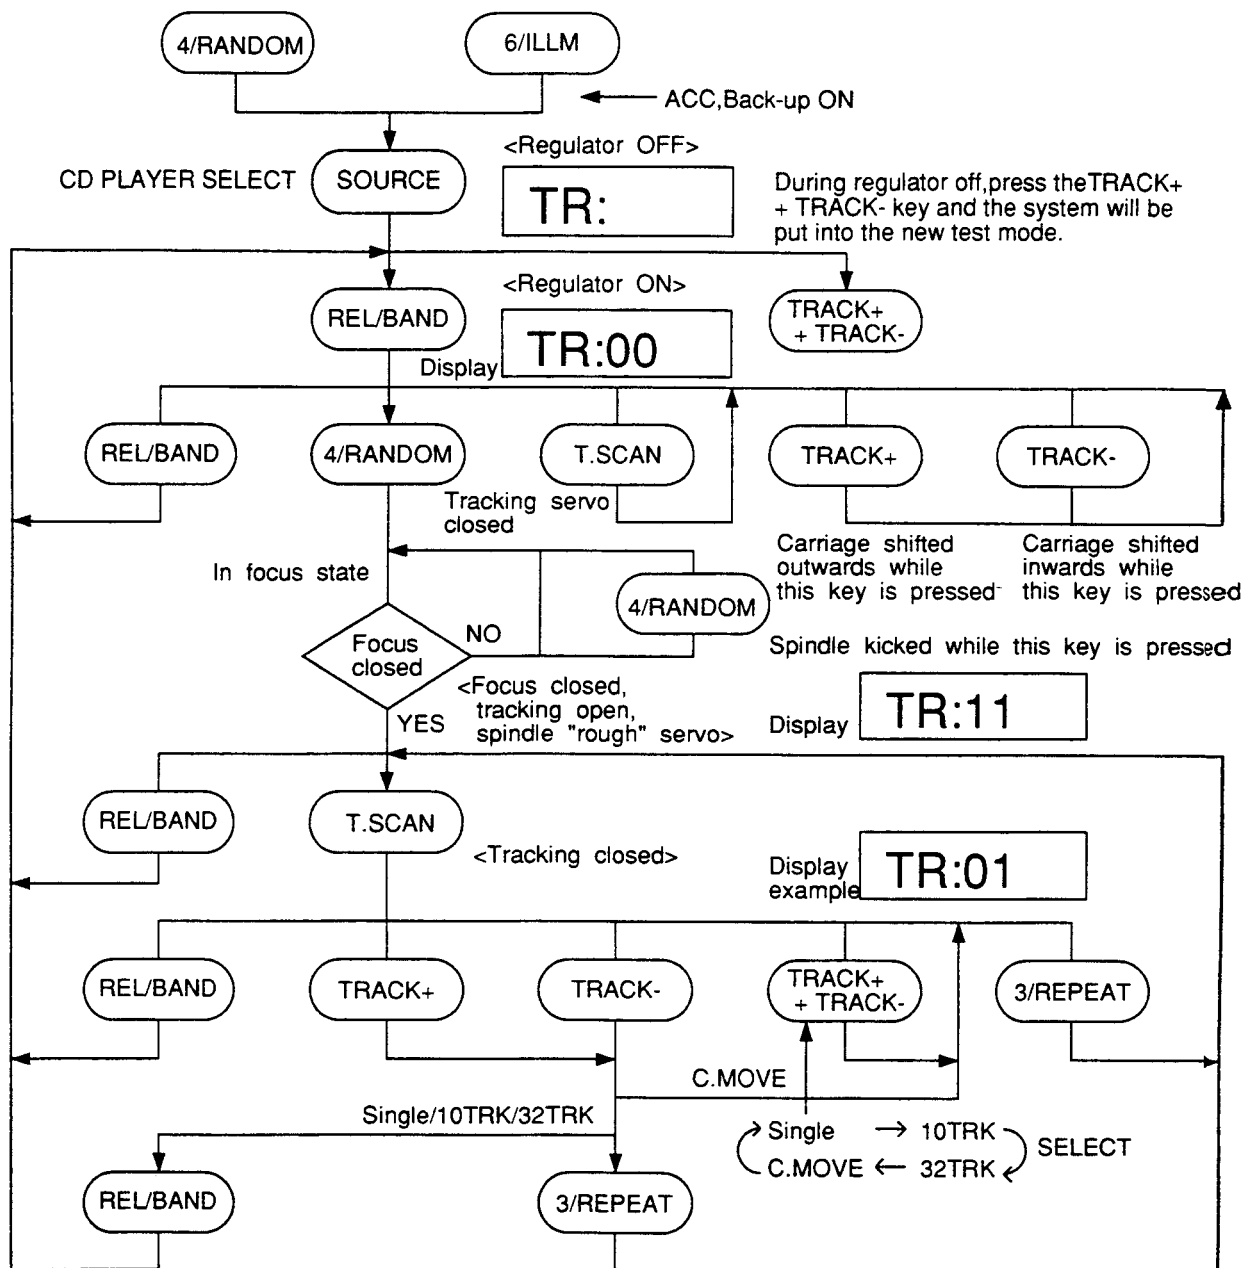 4/RANDOM
6/ILLM
ACC,Back-up ON
<Regulator OFF>
CD PLAYER SELECT
SOURCE
TR:
During regulator off,press theTRACK+
+ TRACK- key and the system will be
put into the new test mode.
<Regulator ON>
REL/BAND
TRACK+
+ TRACK-
TR:00
Display
REL/BAND
4/RANDOM
T.SCAN
TRACK+
TRACK-
Tracking servo
closed
Carriage shifted
outwards while
this key is pressed
Carriage shifted
inwards while
this key is pressed
In focus state
4/RANDOM
Focus
closed
NO
Spindle kicked while this key is pressed
<Focus closed,
tracking open,
spindle "rough" servo>
YES
Display
TR:11
REL/BAND
T.SCAN
<Tracking closed>
Display
example
TR:01
REL/BAND
TRACK+
TRACK-
TRACK+
+ TRACK-
3/REPEAT
C.MOVE
Single/10TRK/32TRK
Single → 10TRK
C.MOVE ← 32TRK
SELECT
REL/BAND
3/REPEAT